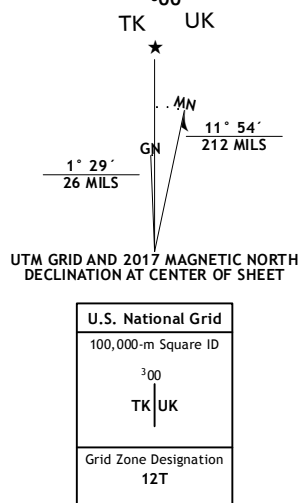 ³00
TK UK
★
MN
GN
11° 54´
212 MILS
1° 29´
26 MILS
UTM GRID AND 2017 MAGNETIC NORTH
DECLINATION AT CENTER OF SHEET
U.S. National Grid
100,000-m Square ID
³00
TK UK
Grid Zone Designation
12T